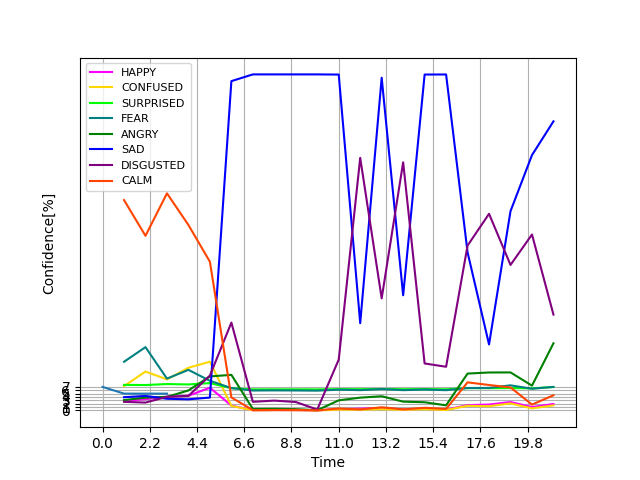 HAPPY
CONFUSED
SURPRISED
FEAR
ANGRY
SAD
DISGUSTED
CALM
Confidence[%]
0.0 2.2 4.4 6.6 8.8 11.0 13.2 15.4 17.6 19.8
Time